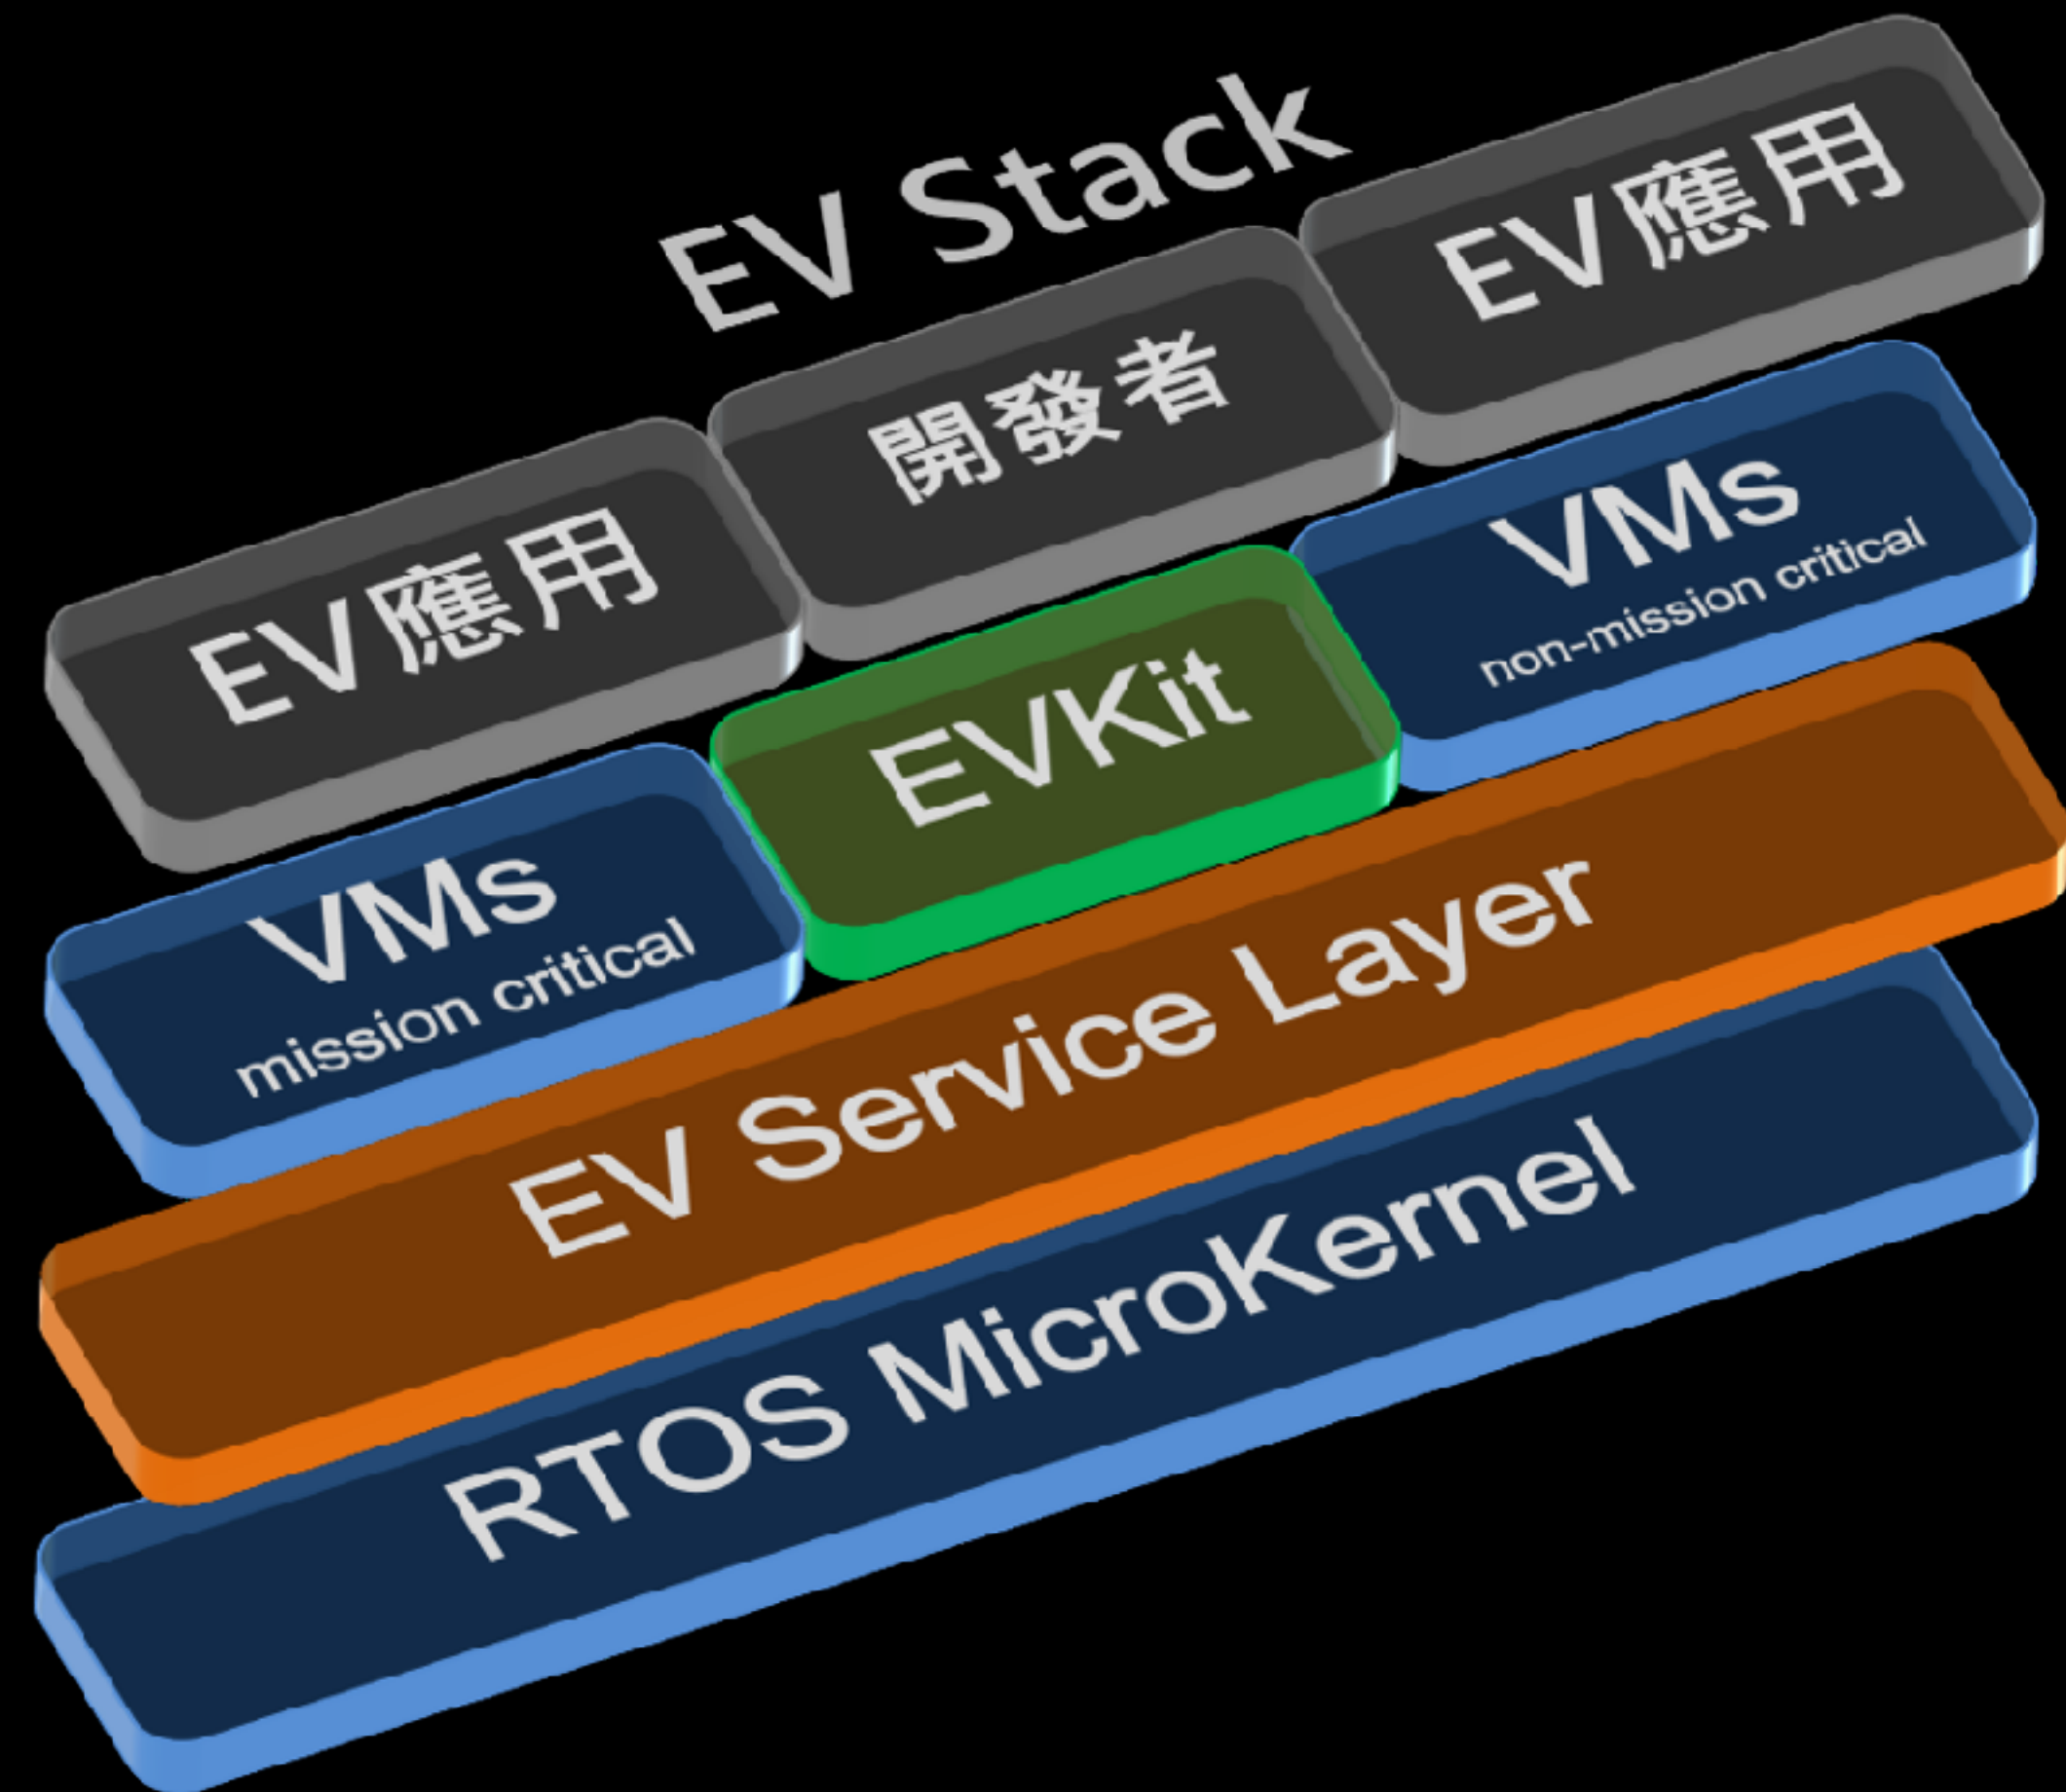 EV Stack
EV應用
開發者
EV應用
VMs
mission critical
EVKit
VMs
non-mission critical
EV Service Layer
RTOS MicroKernel